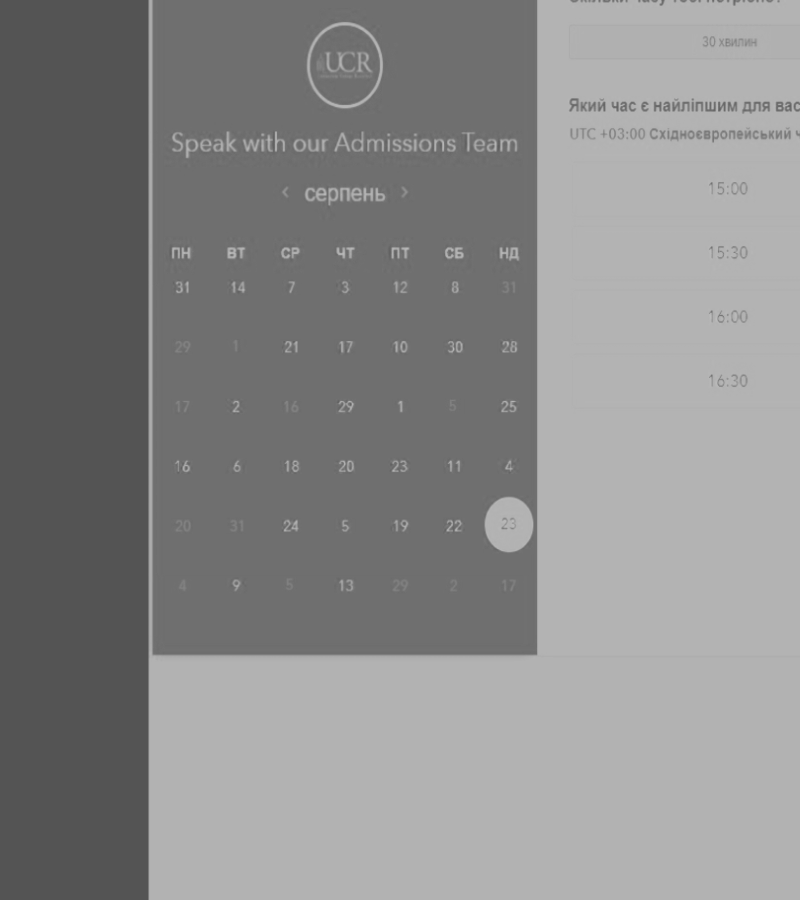 UCR
Speak with our Admissions Team
‹ серпень ›
ПН ВТ СР ЧТ ПТ СБ НД
31 14 7 3 12 8 31
29 1 21 17 10 30 28
17 2 16 29 1 5 25
16 6 18 20 23 11 4
20 31 24 5 19 22 23
4 9 5 13 29 2 17
30 хвилин
Який час є найліпшим для вас
UTC +03:00 Східноєвропейський ч
15:00
15:30
16:00
16:30